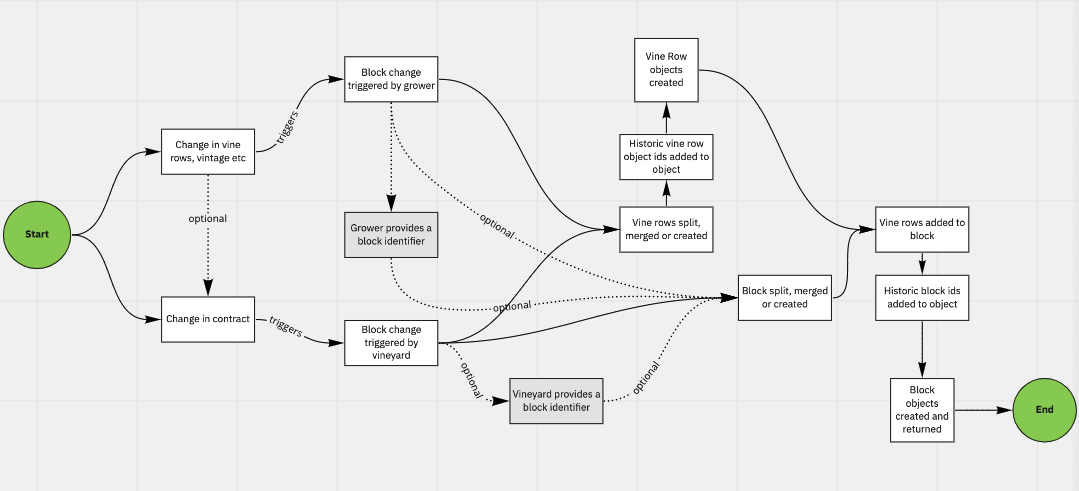 Start
Change in vine
rows, vintage etc
optional
Change in contract
triggers
triggers
Block change
triggered by grower
Grower provides a
block identifier
optional
optional
Block change
triggered by
vineyard
optional
Vineyard provides a
block identifier
optional
Vine Row
objects
created
Historic vine row
object ids added to
object
Vine rows split,
merged or created
Block split, merged
or created
Vine rows added to
block
Historic block ids
added to object
Block
objects
created and
returned
End